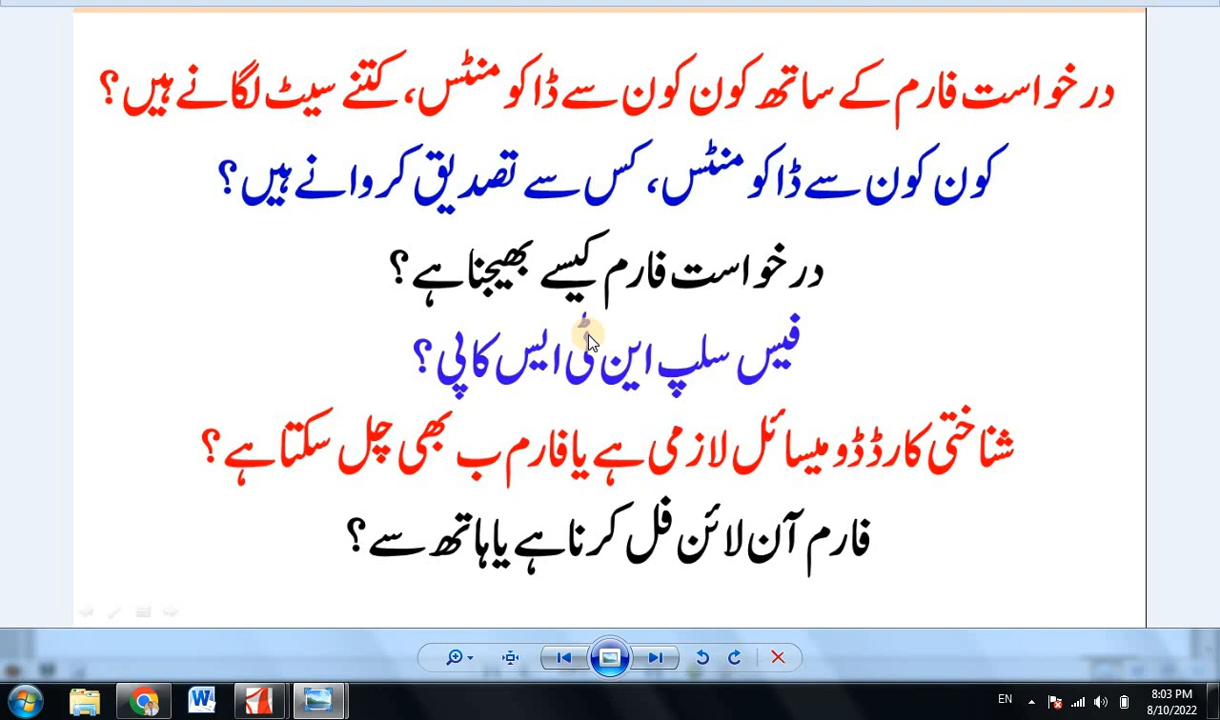 درخواست فارم کے ساتھ کون کون سے ڈاکومنٹس، کتنے سیٹ لگانے ہیں؟
کون کون سے ڈاکومنٹس، کس سے تصدیق کروانے ہیں؟
درخواست فارم کیسے بھیجنا ہے؟
فیس سلپ این ٹی ایس کاپی؟
شناختی کارڈ ڈومیسائل لازمی ہے یا فارم ب بھی چل سکتا ہے؟
فارم آن لائن فل کرنا ہے یا ہاتھ سے؟
EN
8:03 PM
8/10/2022